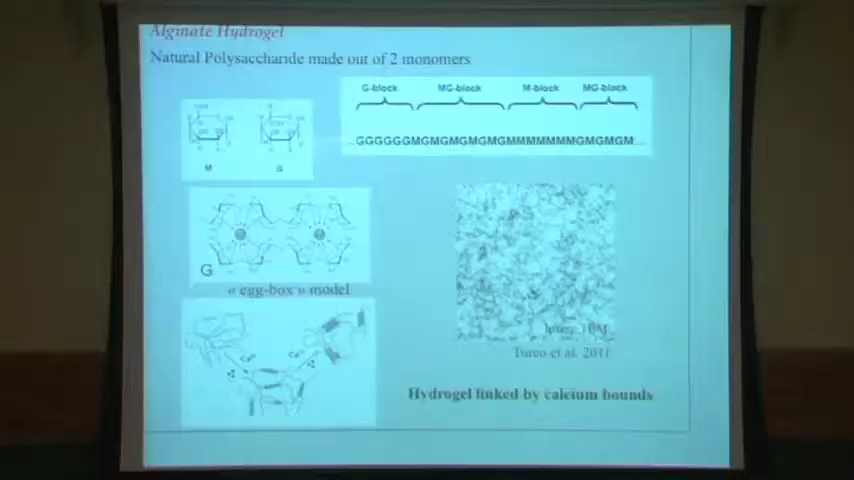 Alginate Hydrogel
Natural Polysaccharide made out of 2 monomers
G-block MG-block M-block MG-block
M G
G
« egg-box » model
Turco et al. 2011
Hydrogel linked by calcium bounds